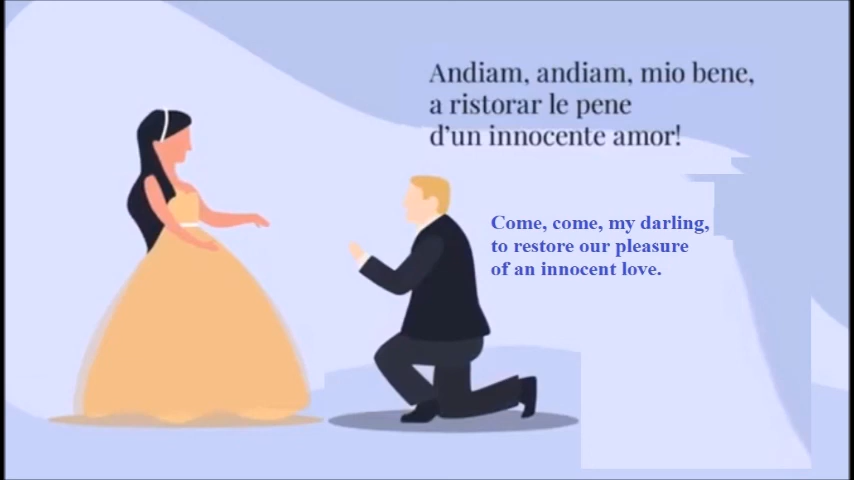 Andiam, andiam, mio bene,
a ristorar le pene
d’un innocente amor!
Come, come, my darling,
to restore our pleasure
of an innocent love.